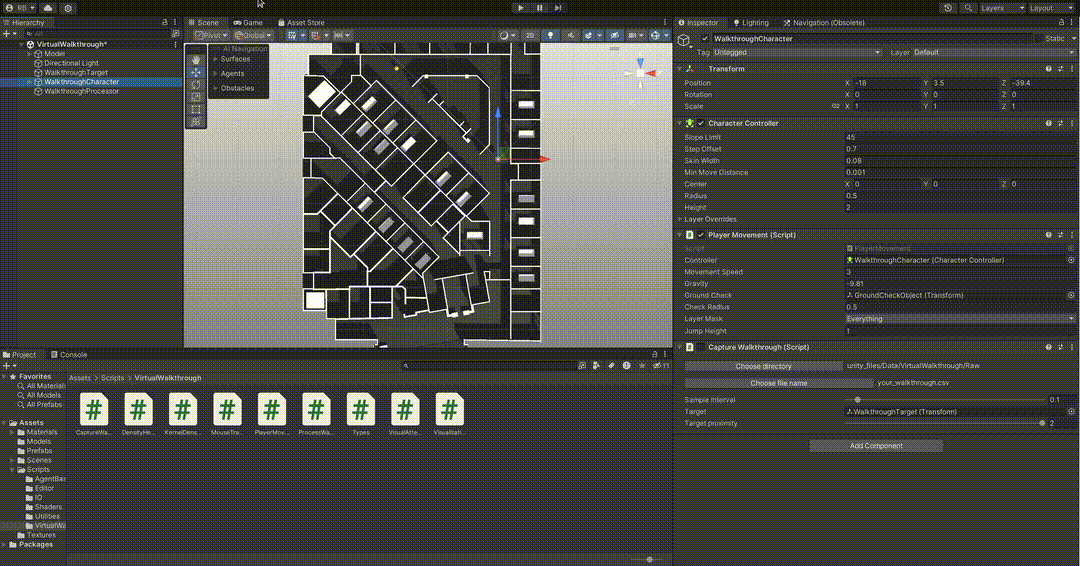 RB
Layers
Layout
Hierarchy
All
VirtualWalkthrough*
Model
Directional Light
WalkthroughTarget
WalkthroughCharacter
WalkthroughProcessor
Scene
Game
Asset Store
Pivot
Global
2D
AI Navigation
Surfaces
Agents
Obstacles
Inspector
Lighting
Navigation (Obsolete)
WalkthroughCharacter
Static
Tag Untagged Layer Default
Transform
Position X -18 Y 3.5 Z -39.4
Rotation X 0 Y 0 Z 0
Scale X 1 Y 1 Z 1
Character Controller
Slope Limit 45
Step Offset 0.7
Skin Width 0.08
Min Move Distance 0.001
Center X 0 Y 0 Z 0
Radius 0.5
Height 2
Layer Overrides
Player Movement (Script)
Script PlayerMovement
Controller WalkthroughCharacter (Character Controller)
Movement Speed 3
Gravity -9.81
Ground Check GroundCheckObject (Transform)
Check Radius 0.5
Layer Mask Everything
Jump Height 1
Capture Walkthrough (Script)
Choose directory unity_files/Data/VirtualWalkthrough/Raw
Choose file name your_walkthrough.csv
Sample Interval 0.1
Target WalkthroughTarget (Transform)
Target proximity 2
Add Component
Project
Console
11
Favorites
All Materials
All Models
All Prefabs
Assets
Materials
Models
Prefabs
Scenes
Scripts
AgentBas
Editor
IO
Shaders
Utilities
VirtualWa
Textures
Packages
Assets > Scripts > VirtualWalkthrough
CaptureWa...
DensityHe...
KernelDens...
MouseTra...
PlayerMov...
ProcessWa...
Types
VisualAtte...
Visualizati...